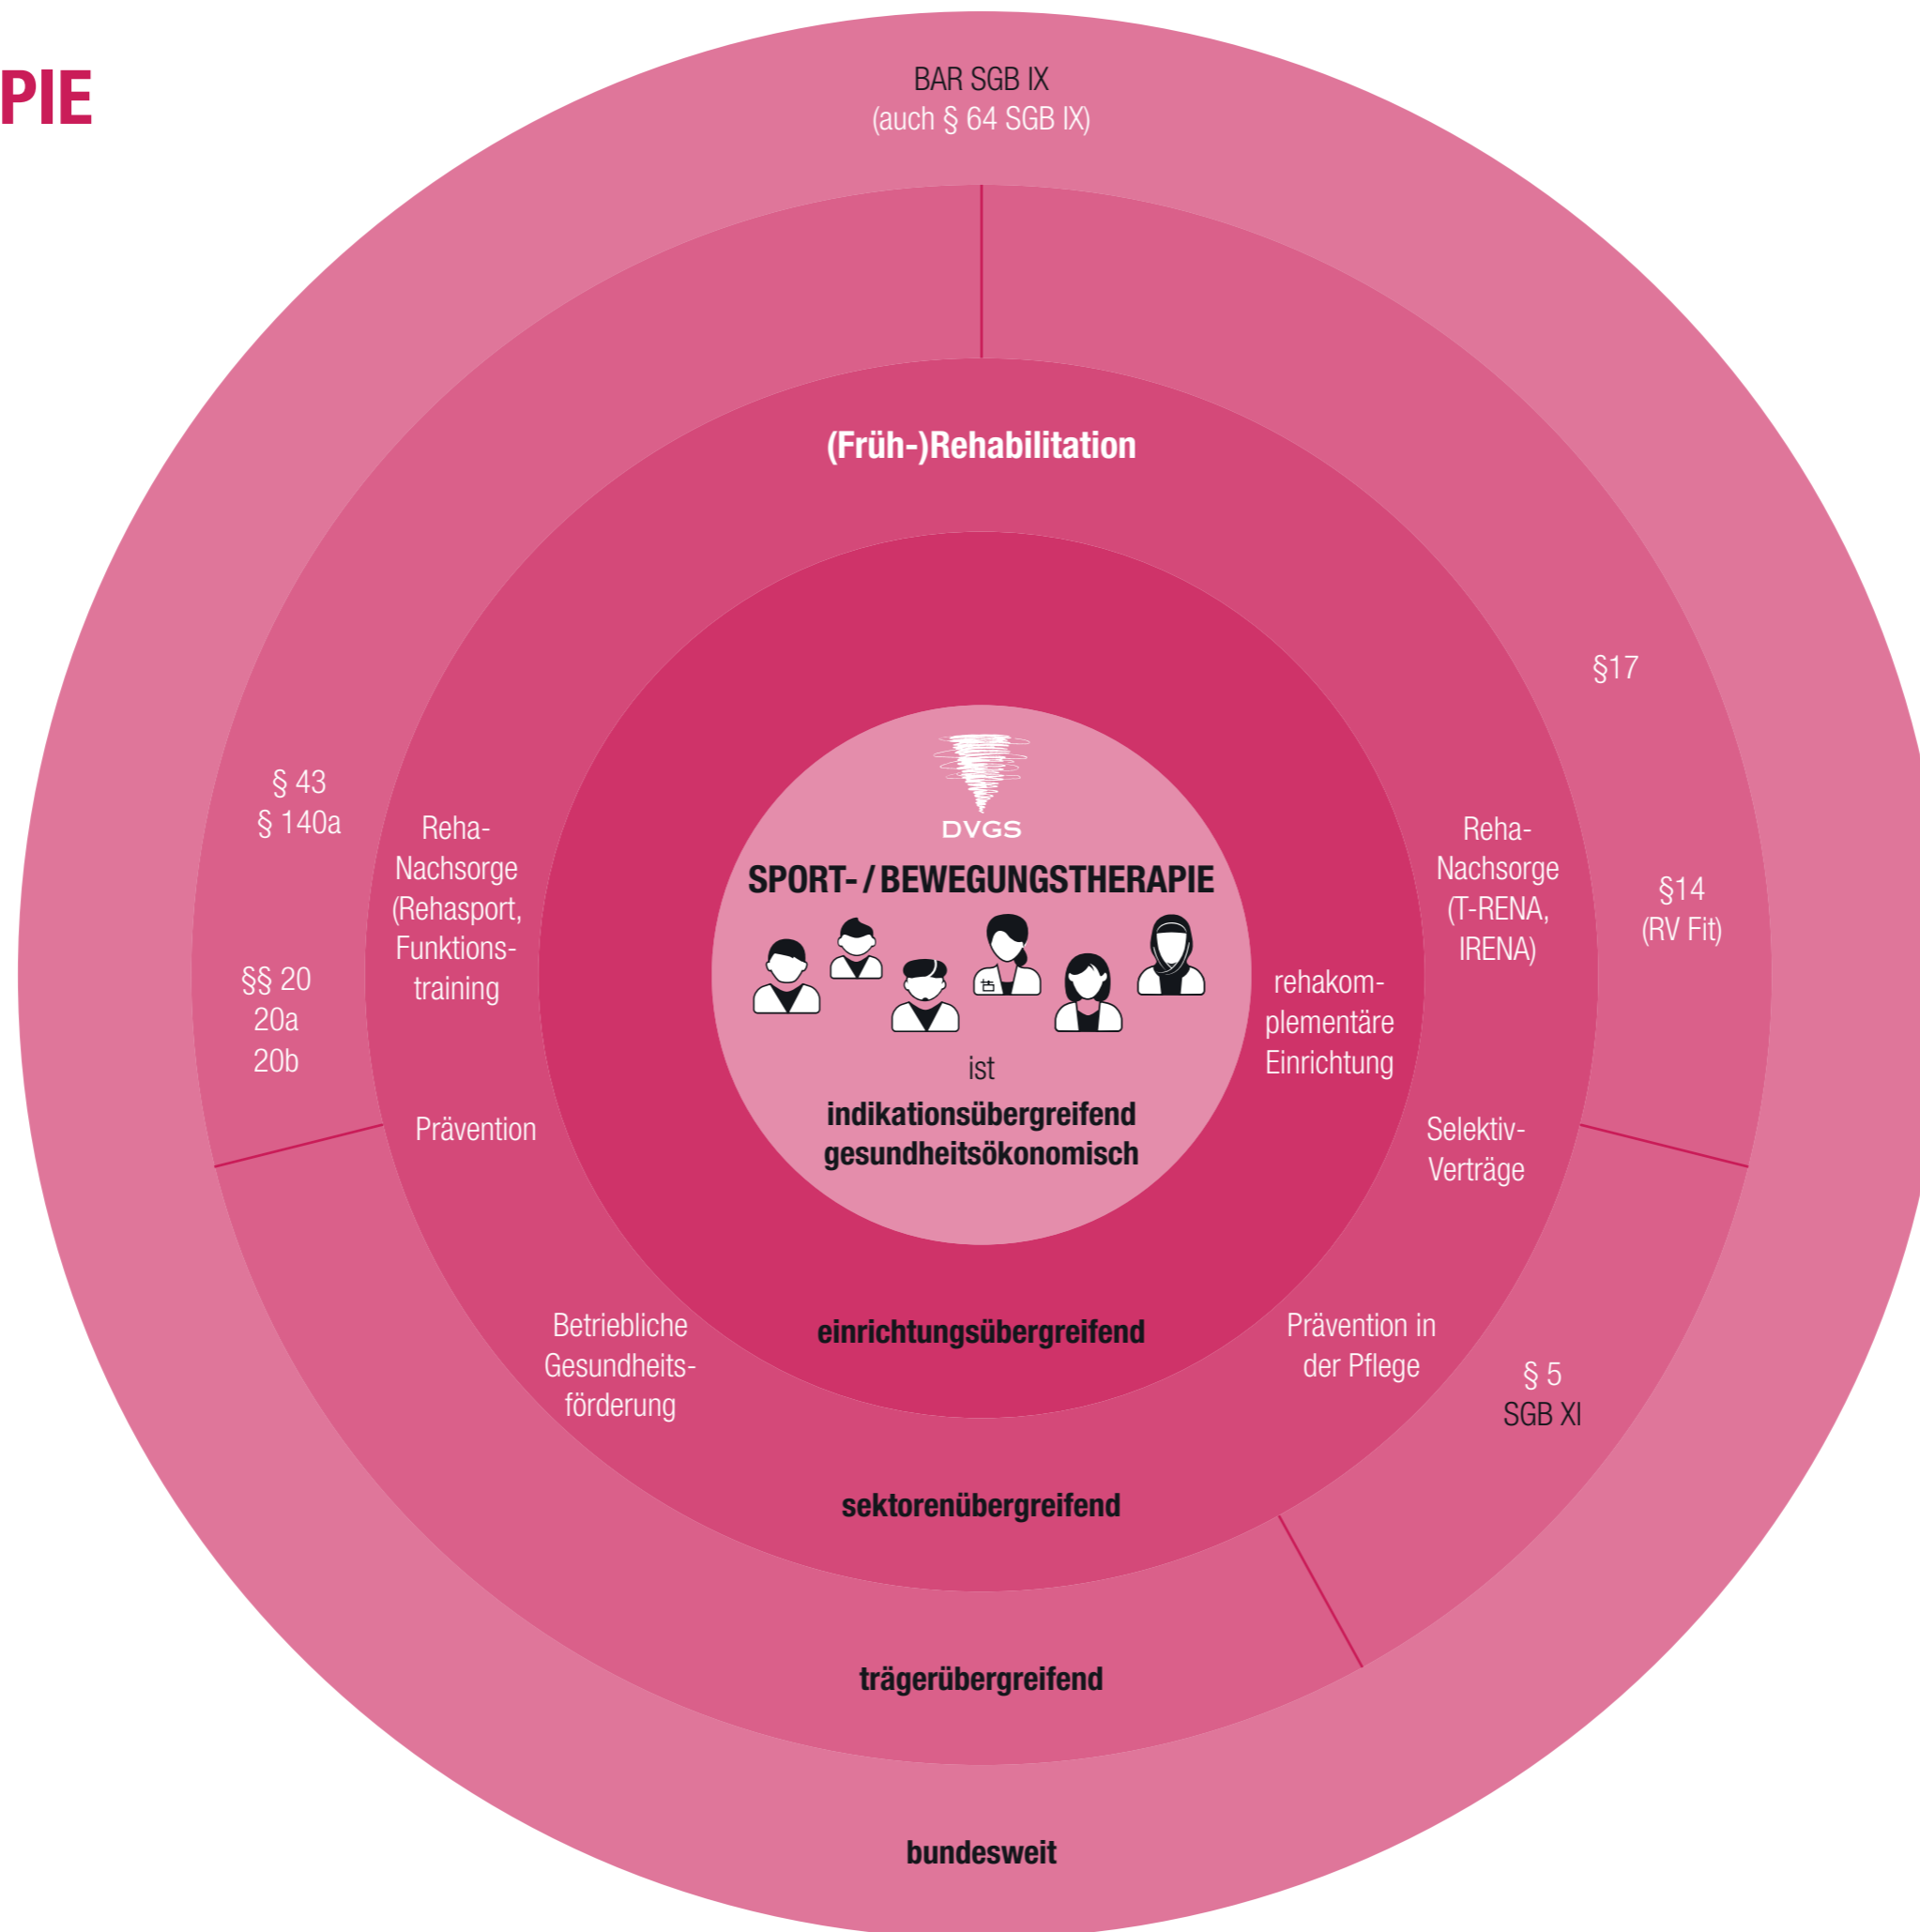 PIE
BAR SGB IX
(auch § 64 SGB IX)
(Früh-)Rehabilitation
§17
§ 43
§ 140a
Reha-
Nachsorge
(Rehasport,
Funktions-
training
§§ 20
20a
20b
Prävention
DVGS
SPORT- / BEWEGUNGSTHERAPIE
ist
indikationsübergreifend
gesundheitsökonomisch
rehakom-
plementäre
Einrichtung
Reha-
Nachsorge
(T-RENA,
IRENA)
§14
(RV Fit)
Selektiv-
Verträge
Betriebliche
Gesundheits-
förderung
einrichtungsübergreifend
Prävention in
der Pflege
§ 5
SGB XI
sektorenübergreifend
trägerübergreifend
bundesweit